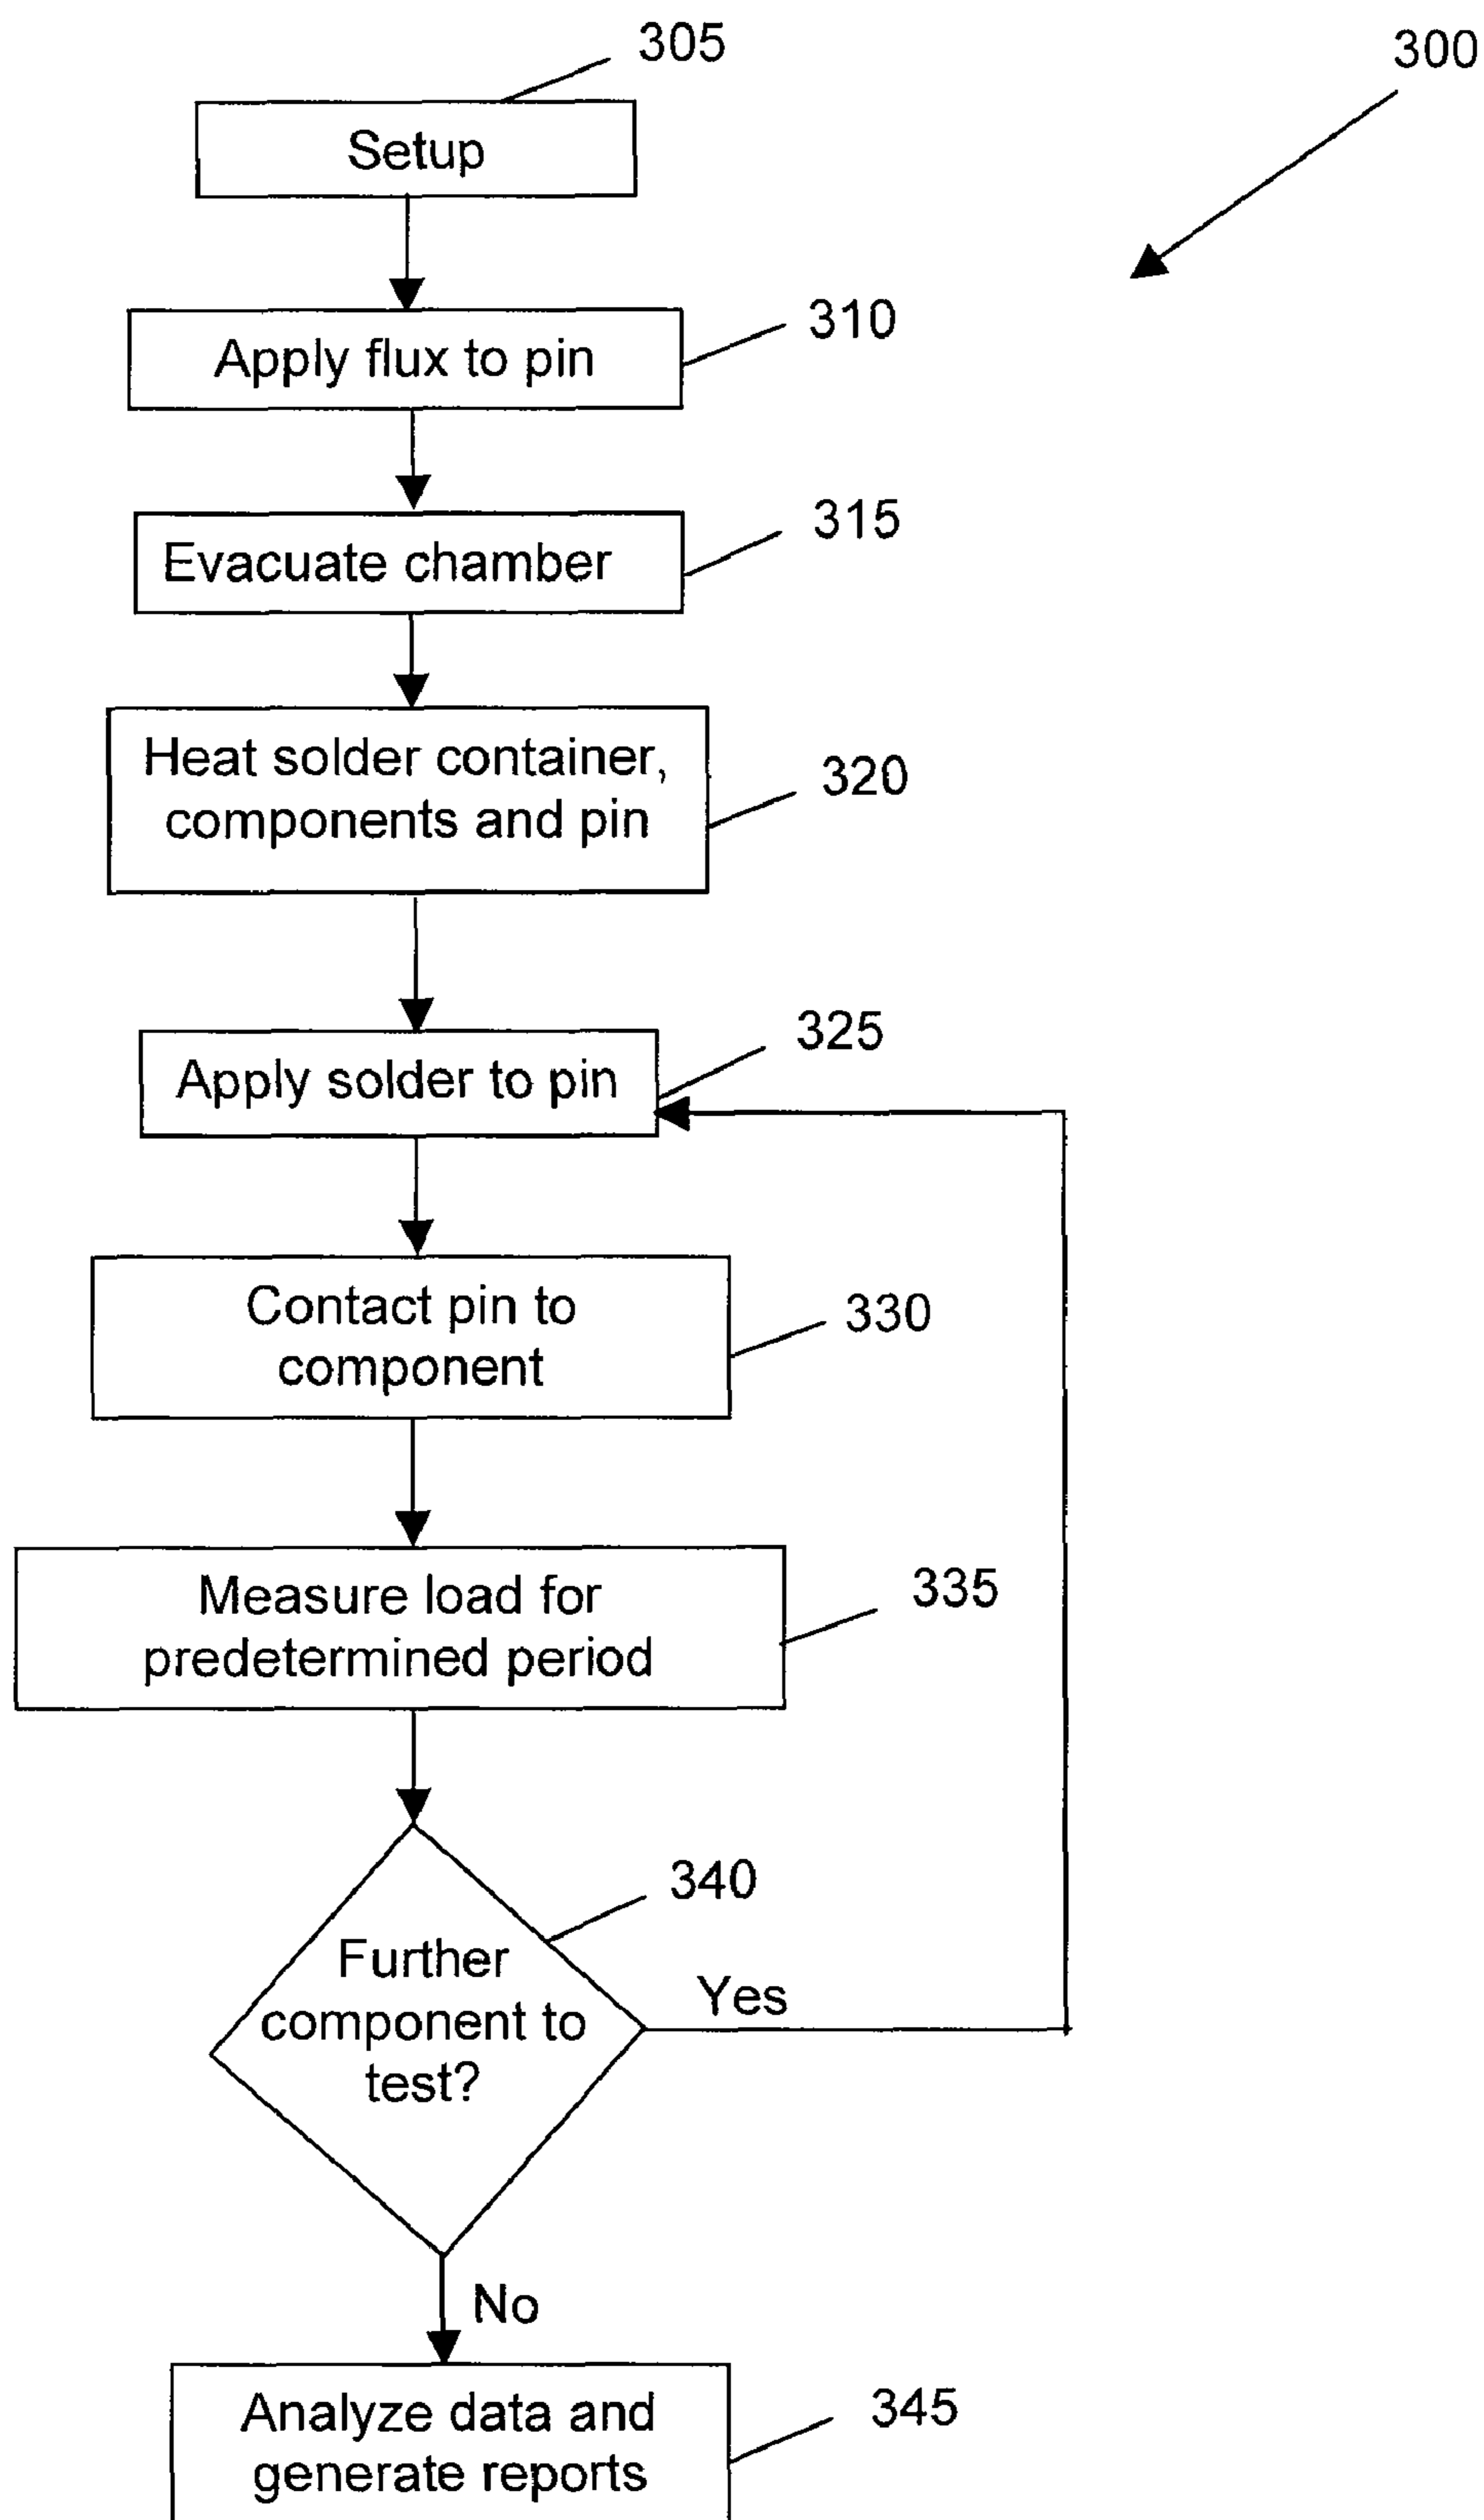 305
300
Setup
310
Apply flux to pin
315
Evacuate chamber
Heat solder container,
components and pin
320
325
Apply solder to pin
Contact pin to
component
330
Measure load for
predetermined period
335
340
Further
component to
test?
Yes
No
Analyze data and
generate reports
345